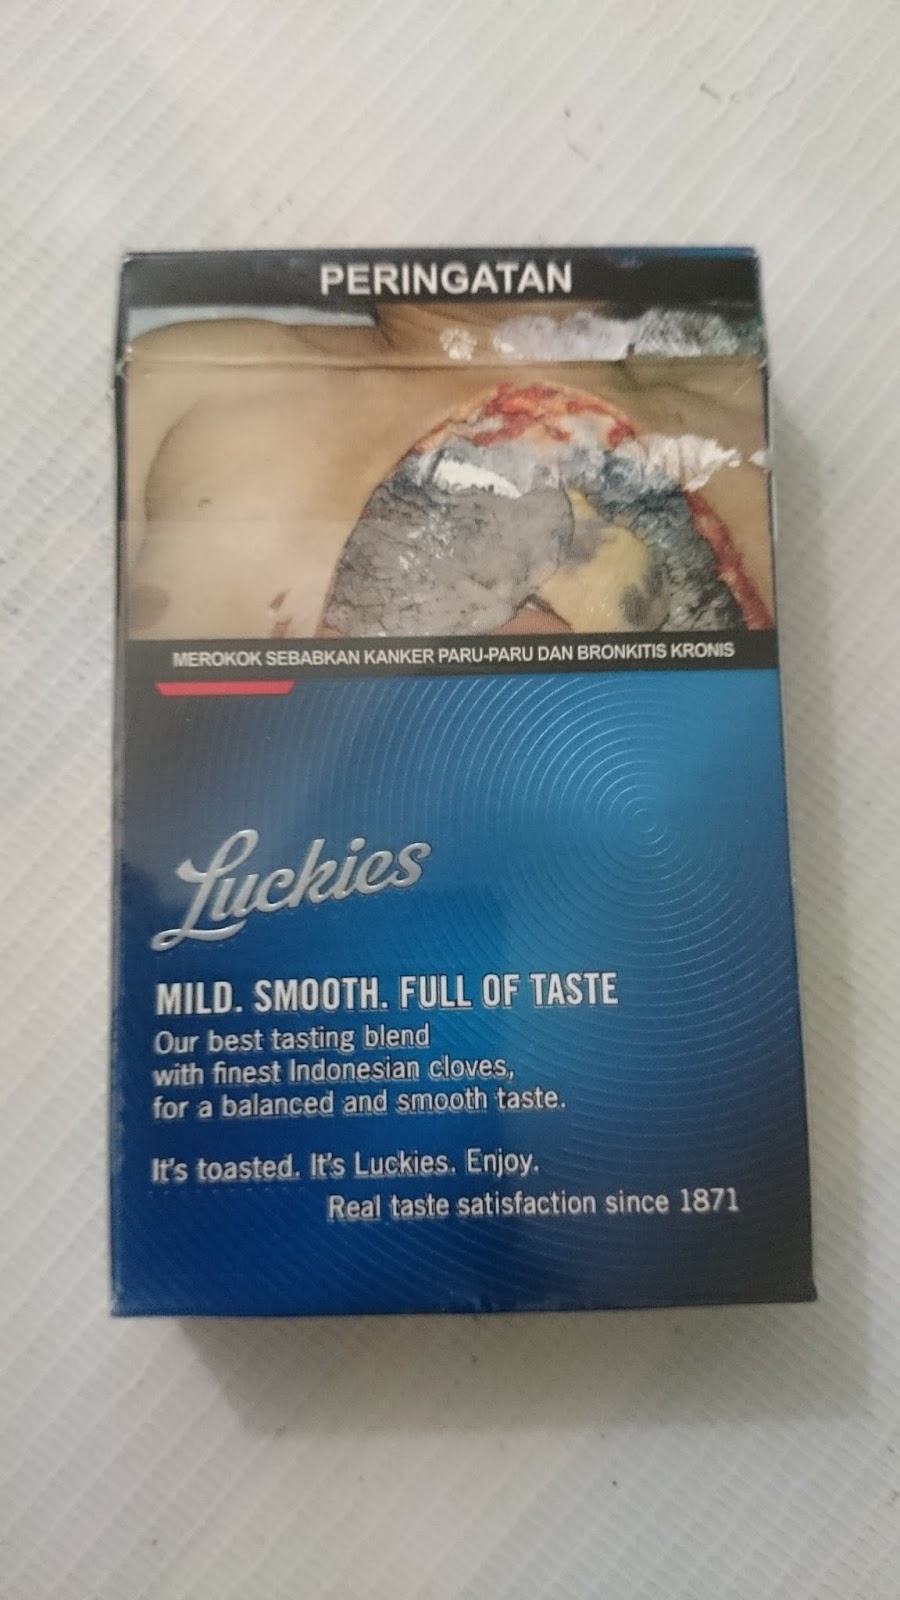 PERINGATAN
MEROKOK SEBABKAN KANKER PARU-PARU DAN BRONKITIS KRONIS
Luckies
MILD. SMOOTH. FULL OF TASTE
Our best tasting blend
with finest Indonesian cloves,
for a balanced and smooth taste.
It's toasted. It's Luckies. Enjoy.
Real taste satisfaction since 1871